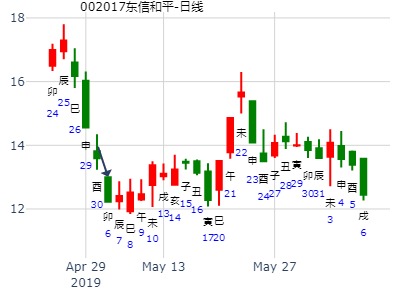 002017东信和平-日线
18
16
14
12
卯
24
辰
25
巳
26
申
29
酉
30
卯
6
辰
7
巳
8
午
9
未
10
戌
13
亥
14
子
15
丑
16
寅
17
巳
20
午
21
未
22
申
23
酉
24
子
27
丑
28
寅
29
卯
30
辰
31
未
3
申
4
酉
5
戌
6
Apr 29
2019
May 13
May 27